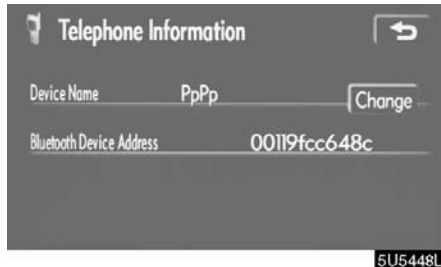 Telephone Information
Device Name PpPp Change
Bluetooth Device Address 00119fcc648c
5U5448L